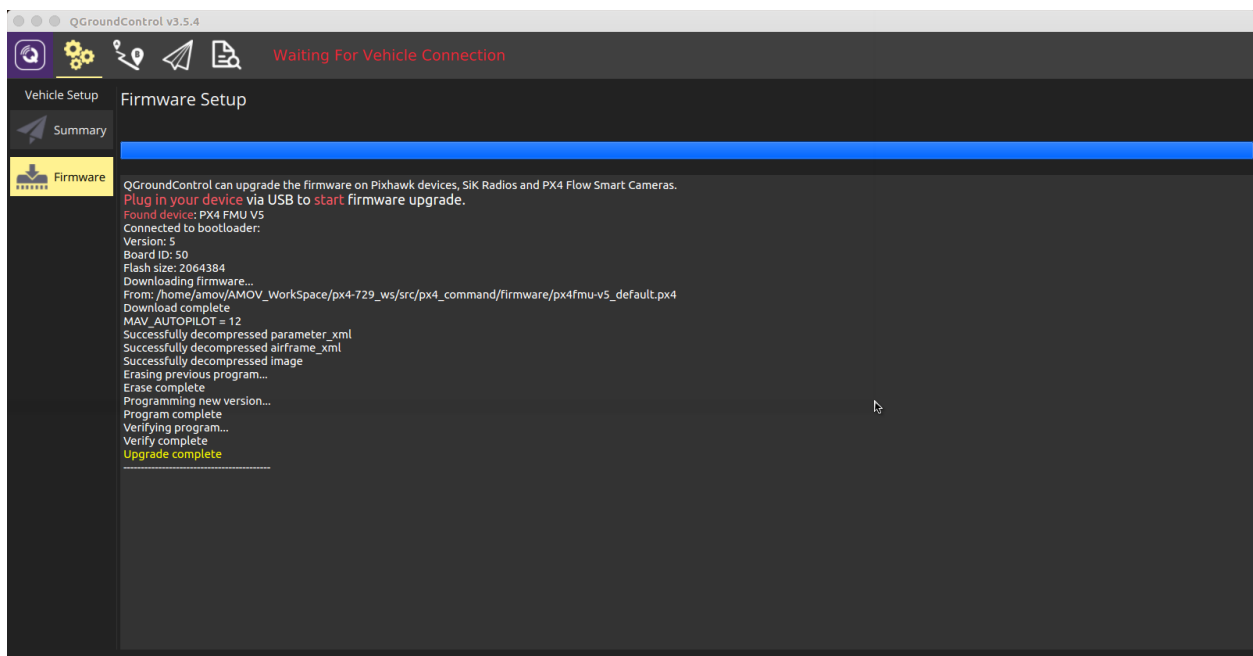 QGroundControl v3.5.4
Waiting For Vehicle Connection
Vehicle Setup
Firmware Setup
Summary
Firmware
QGroundControl can upgrade the firmware on Pixhawk devices, SiK Radios and PX4 Flow Smart Cameras.
Plug in your device via USB to start firmware upgrade.
Found device: PX4 FMU V5
Connected to bootloader:
Version: 5
Board ID: 50
Flash size: 2064384
Downloading firmware...
From: /home/amov/AMOV_WorkSpace/px4-729_ws/src/px4_command/firmware/px4fmu-v5_default.px4
Download complete
MAV_AUTOPILOT = 12
Successfully decompressed parameter_xml
Successfully decompressed airframe_xml
Successfully decompressed image
Erasing previous program...
Erase complete
Programming new version...
Program complete
Verifying program...
Verify complete
Upgrade complete
------------------------------------------